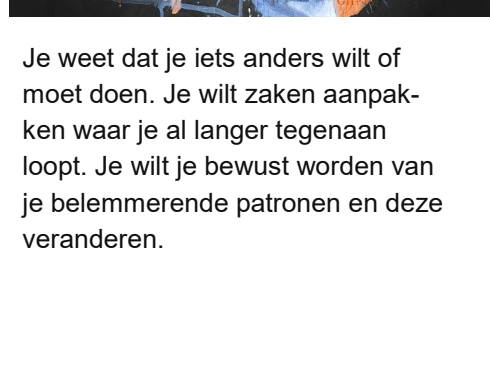 Je weet dat je iets anders wilt of
moet doen. Je wilt zaken aanpak-
ken waar je al langer tegenaan
loopt. Je wilt je bewust worden van
je belemmerende patronen en deze
veranderen.